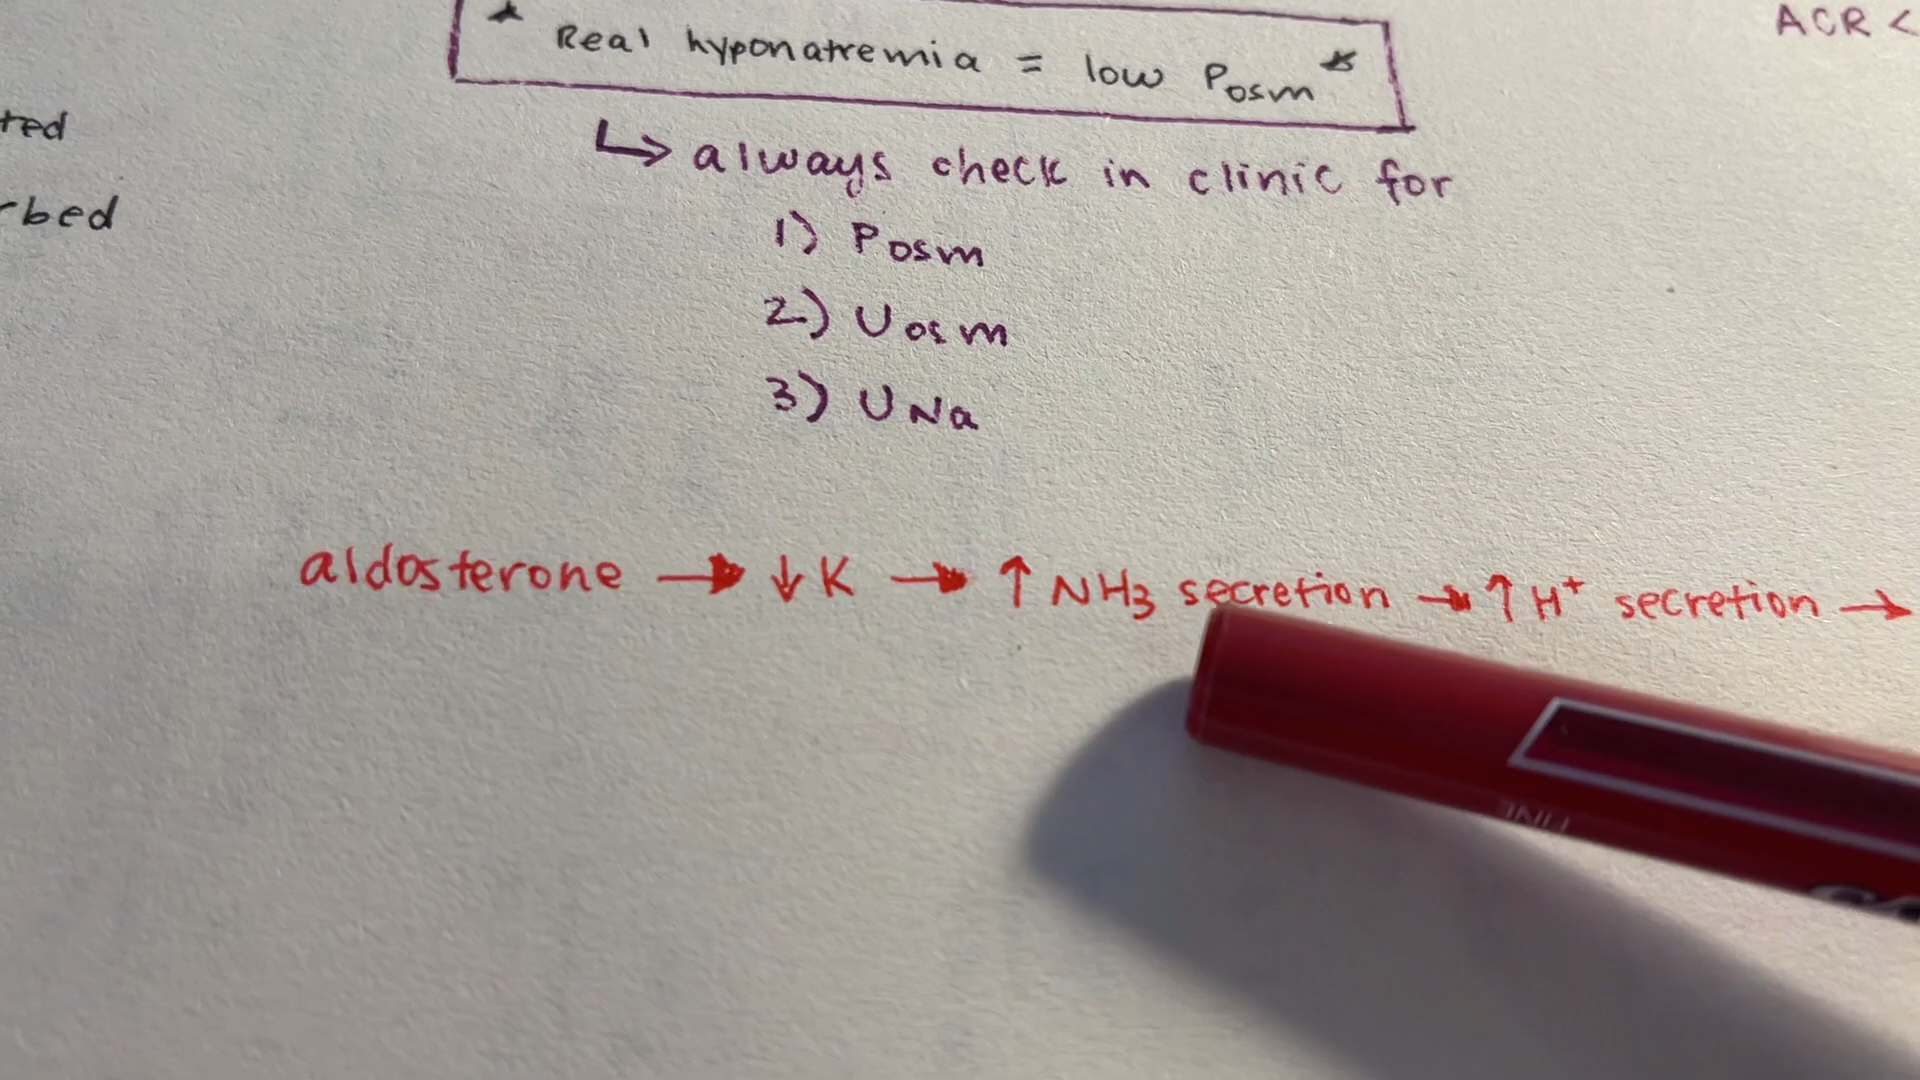 * Real hyponatremia = low Posm *
ACR <
↳ always check in clinic for
ted
rbed
1) Posm
2) Uosm
3) UNa
aldosterone → ↓ K → ↑ NH3 secretion → ↑ H+ secretion →
FINE